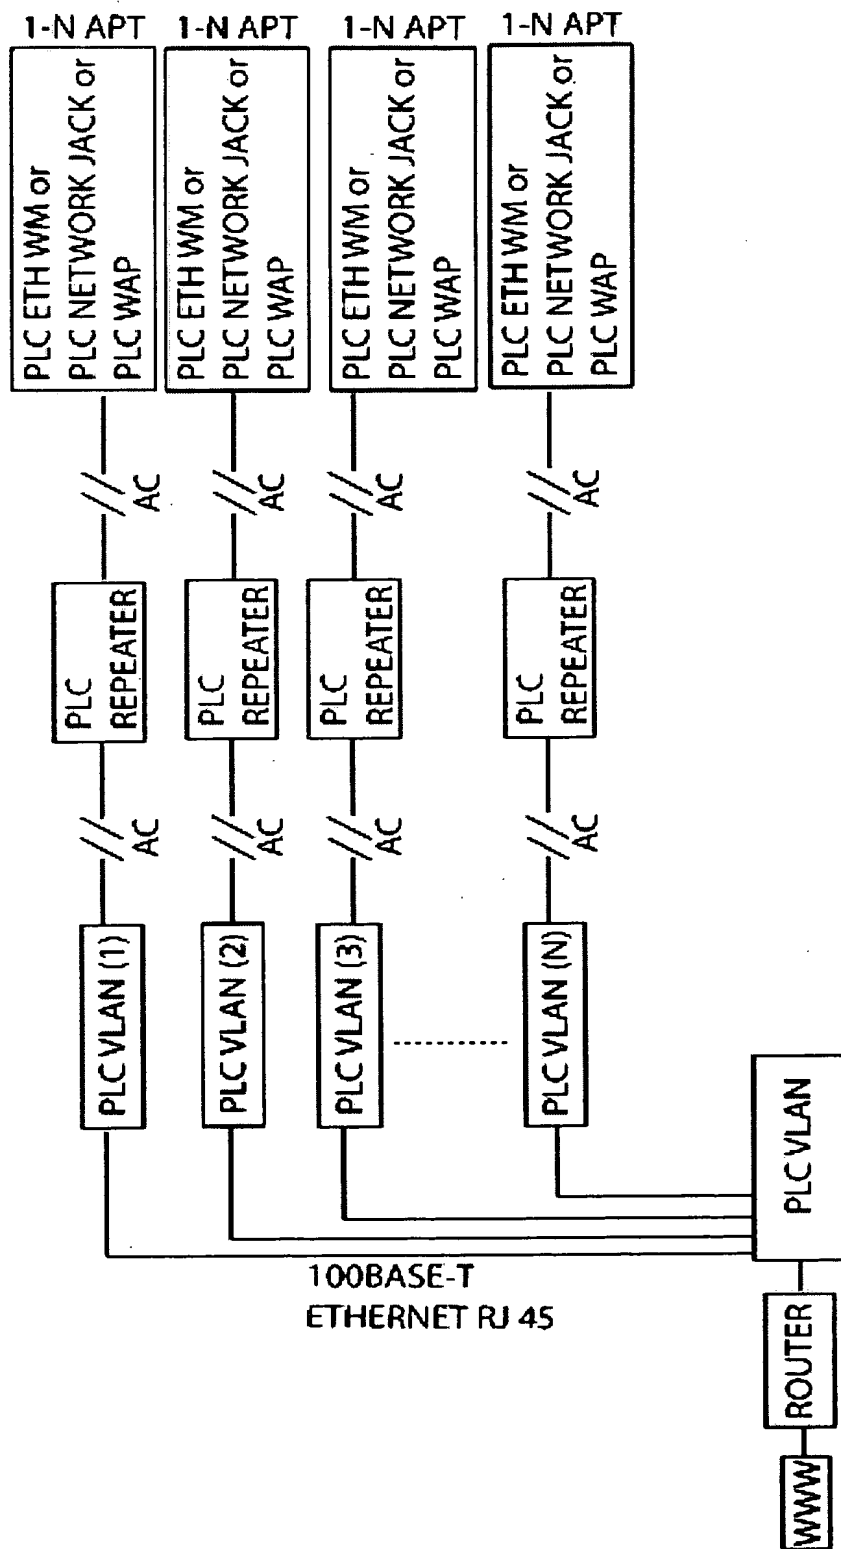 1-N APT
1-N APT
1-N APT
1-N APT
PLC ETH WM or
PLC NETWORK JACK or
PLC WAP
PLC ETH WM or
PLC NETWORK JACK or
PLC WAP
PLC ETH WM or
PLC NETWORK JACK or
PLC WAP
PLC ETH WM or
PLC NETWORK JACK or
PLC WAP
AC
AC
AC
AC
PLC
REPEATER
PLC
REPEATER
PLC
REPEATER
PLC
REPEATER
AC
AC
AC
AC
PLC VLAN (1)
PLC VLAN (2)
PLC VLAN (3)
PLC VLAN (N)
PLC VLAN
100BASE-T
ETHERNET RJ 45
ROUTER
WWW